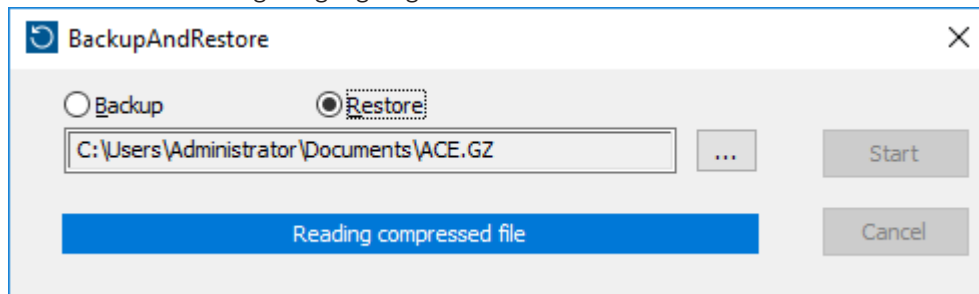 BackupAndRestore
Backup Restore
C:\Users\Administrator\Documents\ACE.GZ ... Start
Reading compressed file Cancel